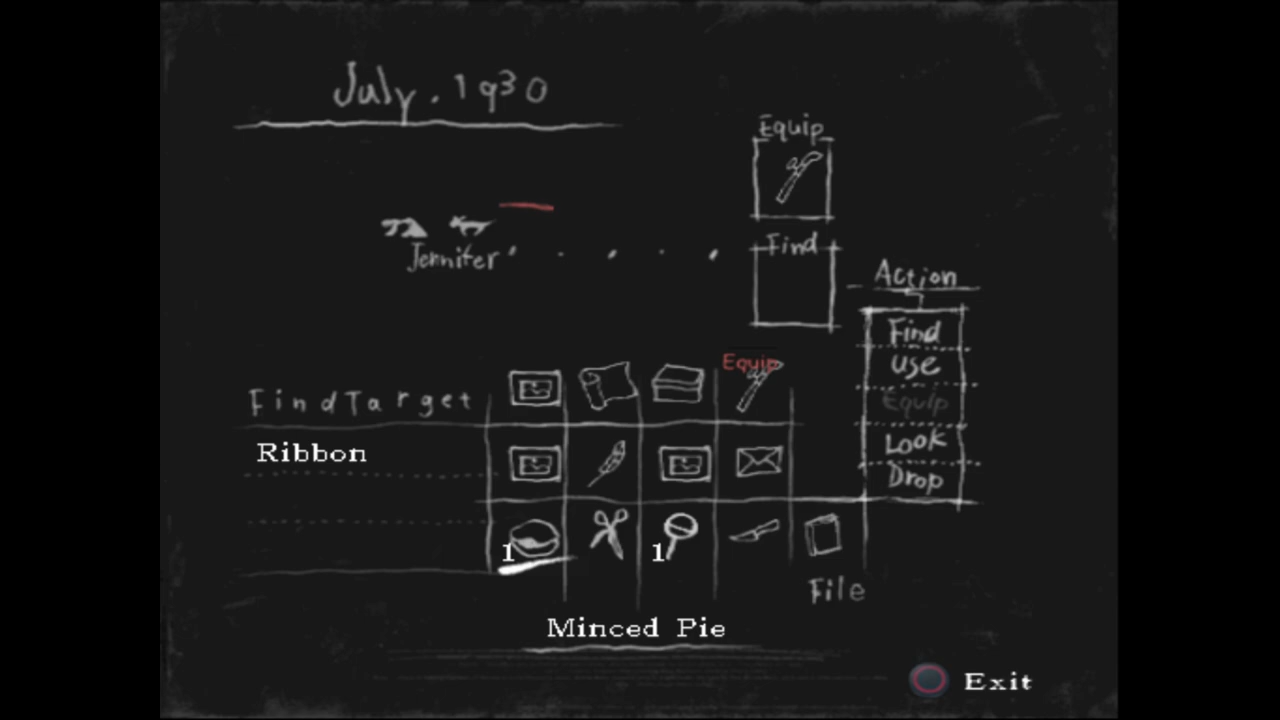 July. 1930
Equip
Find
Jennifer
Action
Find
Use
Equip
Look
Drop
Equip
FindTarget
Ribbon
1
1
File
Minced Pie
Exit